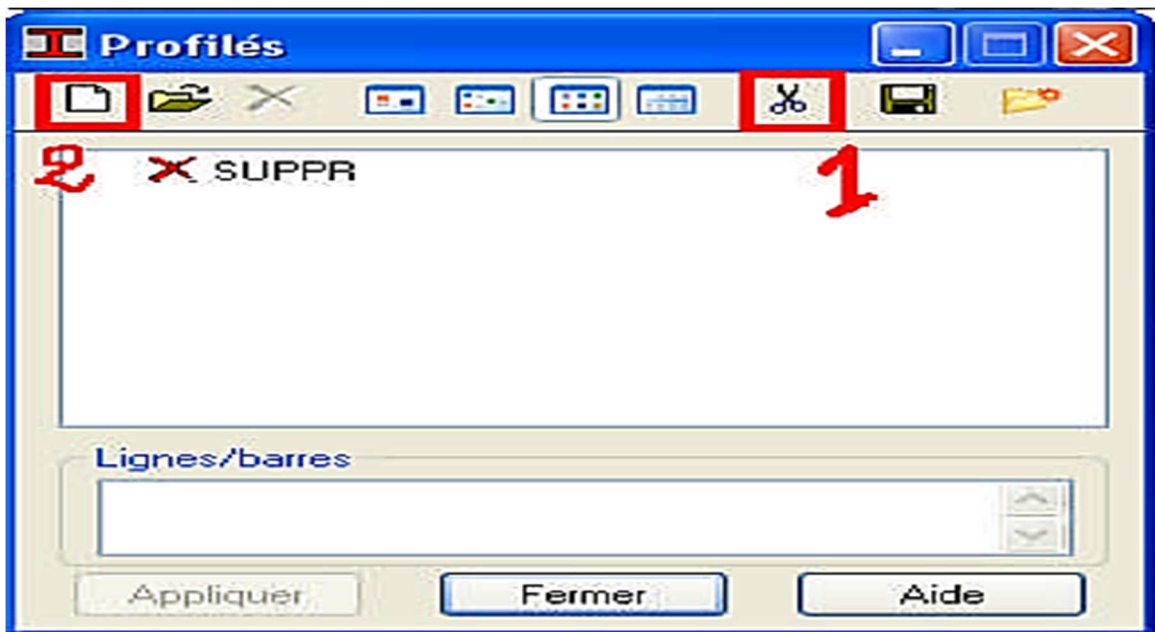 Profilés
2
SUPPR
1
Lignes/barres
Appliquer
Fermer
Aide